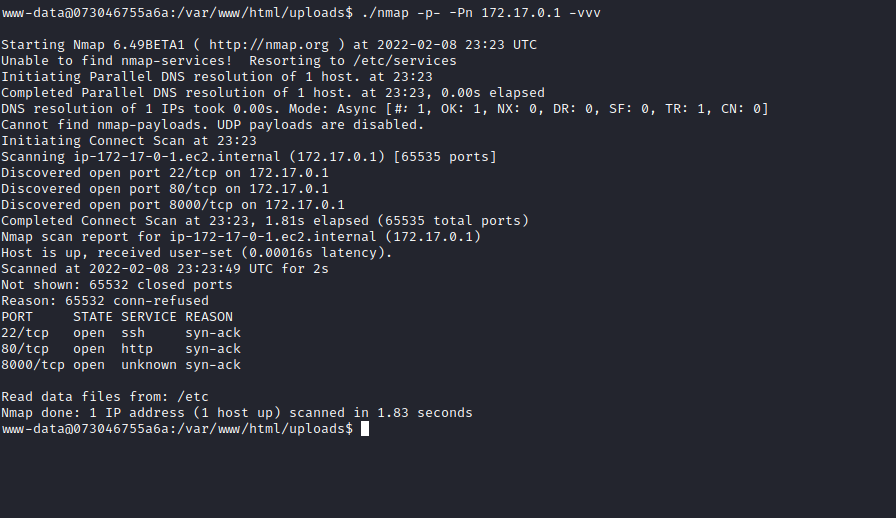 www-data@073046755a6a:/var/www/html/uploads$ ./nmap -p- -Pn 172.17.0.1 -vvv
Starting Nmap 6.49BETA1 ( http://nmap.org ) at 2022-02-08 23:23 UTC
Unable to find nmap-services!  Resorting to /etc/services
Initiating Parallel DNS resolution of 1 host. at 23:23
Completed Parallel DNS resolution of 1 host. at 23:23, 0.00s elapsed
DNS resolution of 1 IPs took 0.00s. Mode: Async [#: 1, OK: 1, NX: 0, DR: 0, SF: 0, TR: 1, CN: 0]
Cannot find nmap-payloads. UDP payloads are disabled.
Initiating Connect Scan at 23:23
Scanning ip-172-17-0-1.ec2.internal (172.17.0.1) [65535 ports]
Discovered open port 22/tcp on 172.17.0.1
Discovered open port 80/tcp on 172.17.0.1
Discovered open port 8000/tcp on 172.17.0.1
Completed Connect Scan at 23:23, 1.81s elapsed (65535 total ports)
Nmap scan report for ip-172-17-0-1.ec2.internal (172.17.0.1)
Host is up, received user-set (0.00016s latency).
Scanned at 2022-02-08 23:23:49 UTC for 2s
Not shown: 65532 closed ports
Reason: 65532 conn-refused
PORT     STATE SERVICE REASON
22/tcp   open  ssh     syn-ack
80/tcp   open  http    syn-ack
8000/tcp open  unknown syn-ack
Read data files from: /etc
Nmap done: 1 IP address (1 host up) scanned in 1.83 seconds
www-data@073046755a6a:/var/www/html/uploads$